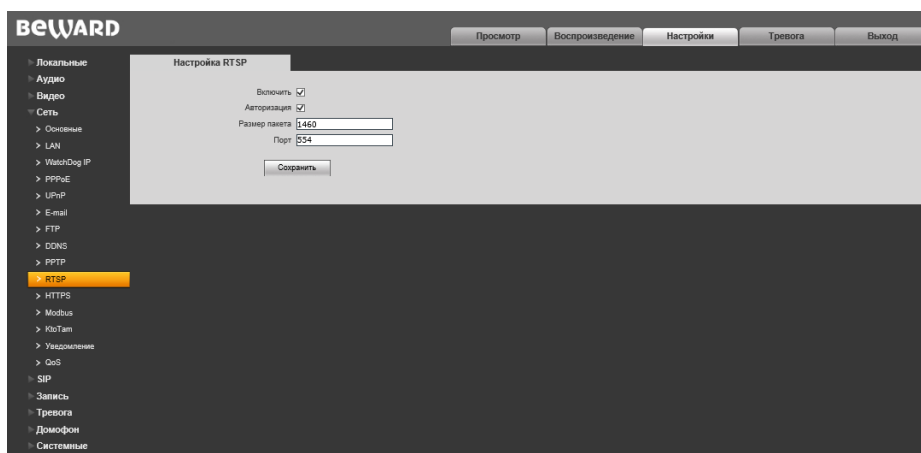 BEWARD
Просмотр
Воспроизведение
Настройки
Тревога
Выход
Локальные
Аудио
Видео
Сеть
Основные
LAN
WatchDog IP
PPPoE
UPnP
E-mail
FTP
DDNS
PPTP
RTSP
HTTPS
Modbus
KtoTam
Уведомление
QoS
SIP
Запись
Тревога
Домофон
Системные
Настройка RTSP
Включить
Авторизация
Размер пакета 1460
Порт 554
Сохранить